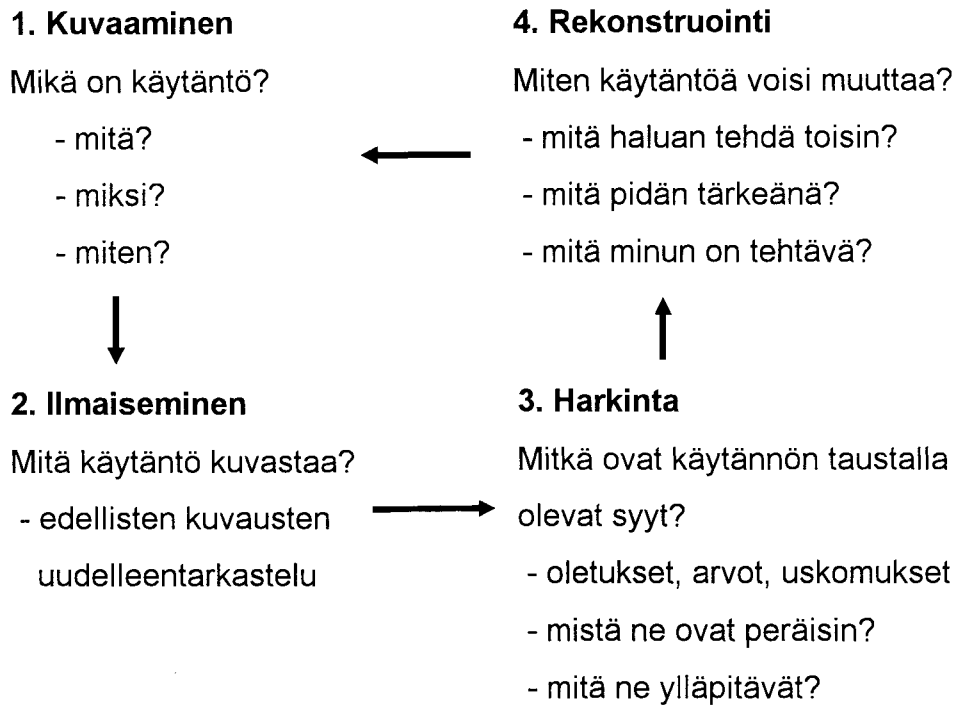 1. Kuvaaminen
Mikä on käytäntö?
- mitä?
- miksi?
- miten?
2. Ilmaiseminen
Mitä käytäntö kuvastaa?
- edellisten kuvausten
uudelleentarkastelu
3. Harkinta
Mitkä ovat käytännön taustalla
olevat syyt?
- oletukset, arvot, uskomukset
- mistä ne ovat peräisin?
- mitä ne ylläpitävät?
4. Rekonstruointi
Miten käytäntöä voisi muuttaa?
- mitä haluan tehdä toisin?
- mitä pidän tärkeänä?
- mitä minun on tehtävä?